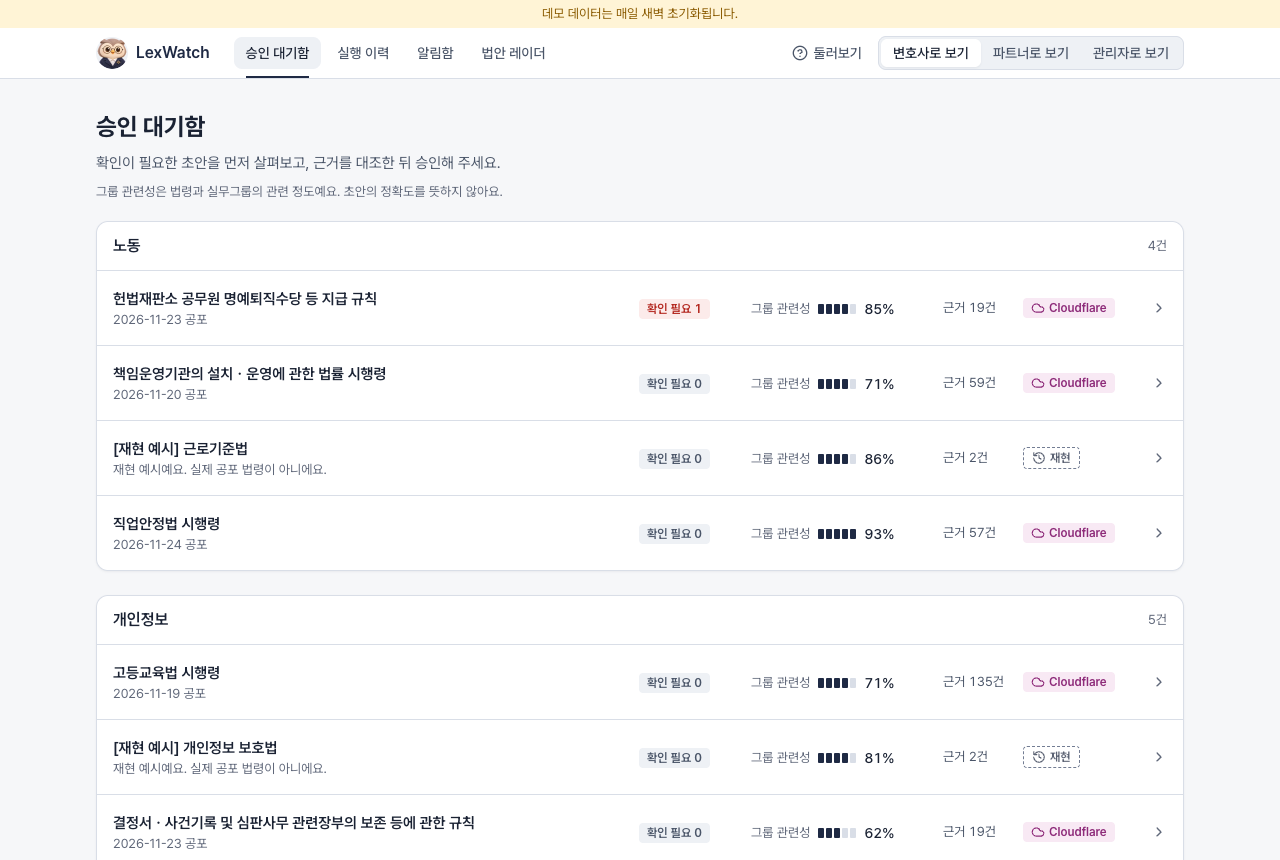 데모 데이터는 매일 새벽 초기화됩니다.
LexWatch 승인 대기함 실행 이력 알림함 법안 레이더 둘러보기 변호사로 보기 파트너로 보기 관리자로 보기
승인 대기함
확인이 필요한 초안을 먼저 살펴보고, 근거를 대조한 뒤 승인해 주세요.
그룹 관련성은 법령과 실무그룹의 관련 정도예요. 초안의 정확도를 뜻하지 않아요.
노동 4건
헌법재판소 공무원 명예퇴직수당 등 지급 규칙
2026-11-23 공포
확인 필요 1 그룹 관련성 85% 근거 19건 Cloudflare
책임운영기관의 설치ㆍ운영에 관한 법률 시행령
2026-11-20 공포
확인 필요 0 그룹 관련성 71% 근거 59건 Cloudflare
[재현 예시] 근로기준법
재현 예시예요. 실제 공포 법령이 아니에요.
확인 필요 0 그룹 관련성 86% 근거 2건 재현
직업안정법 시행령
2026-11-24 공포
확인 필요 0 그룹 관련성 93% 근거 57건 Cloudflare
개인정보 5건
고등교육법 시행령
2026-11-19 공포
확인 필요 0 그룹 관련성 71% 근거 135건 Cloudflare
[재현 예시] 개인정보 보호법
재현 예시예요. 실제 공포 법령이 아니에요.
확인 필요 0 그룹 관련성 81% 근거 2건 재현
결정서ㆍ사건기록 및 심판사무 관련장부의 보존 등에 관한 규칙
2026-11-23 공포
확인 필요 0 그룹 관련성 62% 근거 19건 Cloudflare